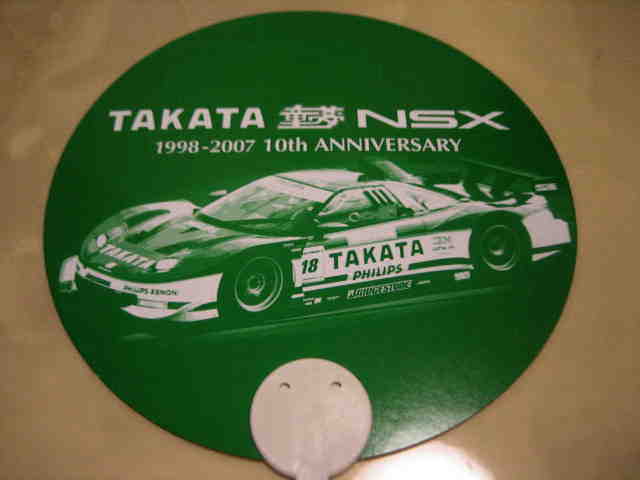 TAKATA 童夢 NSX
1998-2007 10th ANNIVERSARY
TAKATA
18
TAKATA
PHILIPS
PHILIPS-XENON!
BRIDGESTONE